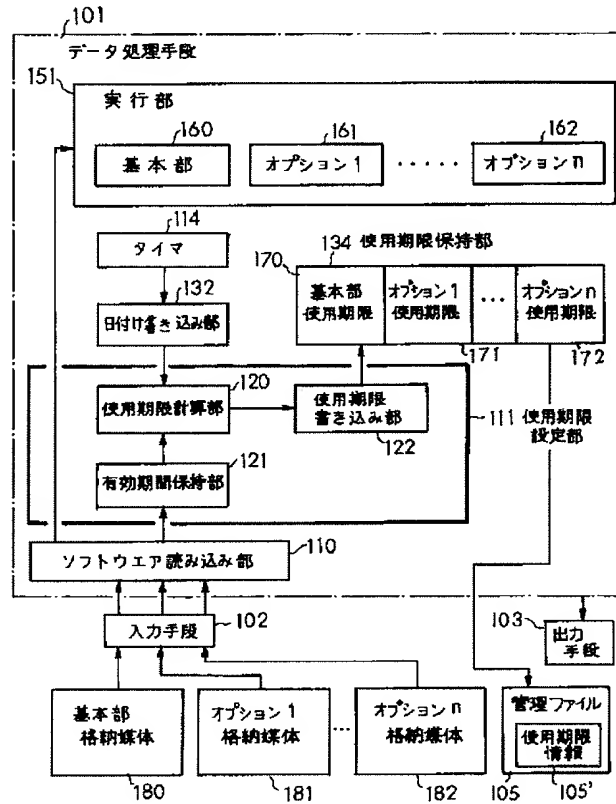 101
データ処理手段
151
実行部
160
161
162
基本部
オプション1
・・・・・
オプションn
114
タイマ
132
日付け書き込み部
134 使用期限保持部
170
基本部
使用期限
オプション1
使用期限
・・・
オプションn
使用期限
171
172
120
使用期限計算部
使用期限
書き込み部
122
111 使用期限
設定部
121
有効期間保持部
110
ソフトウエア読み込み部
102
入力手段
103
出力
手段
基本部
格納媒体
オプション1
格納媒体
・・・
オプションn
格納媒体
180
181
182
管理ファイル
使用期限
情報
105
105'